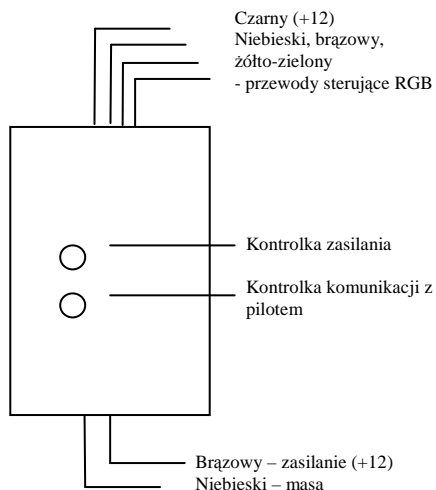 Czarny (+12)
Niebieski, brązowy,
żółto-zielony
- przewody sterujące RGB
Kontrolka zasilania
Kontrolka komunikacji z
pilotem
Brązowy – zasilanie (+12)
Niebieski – masa